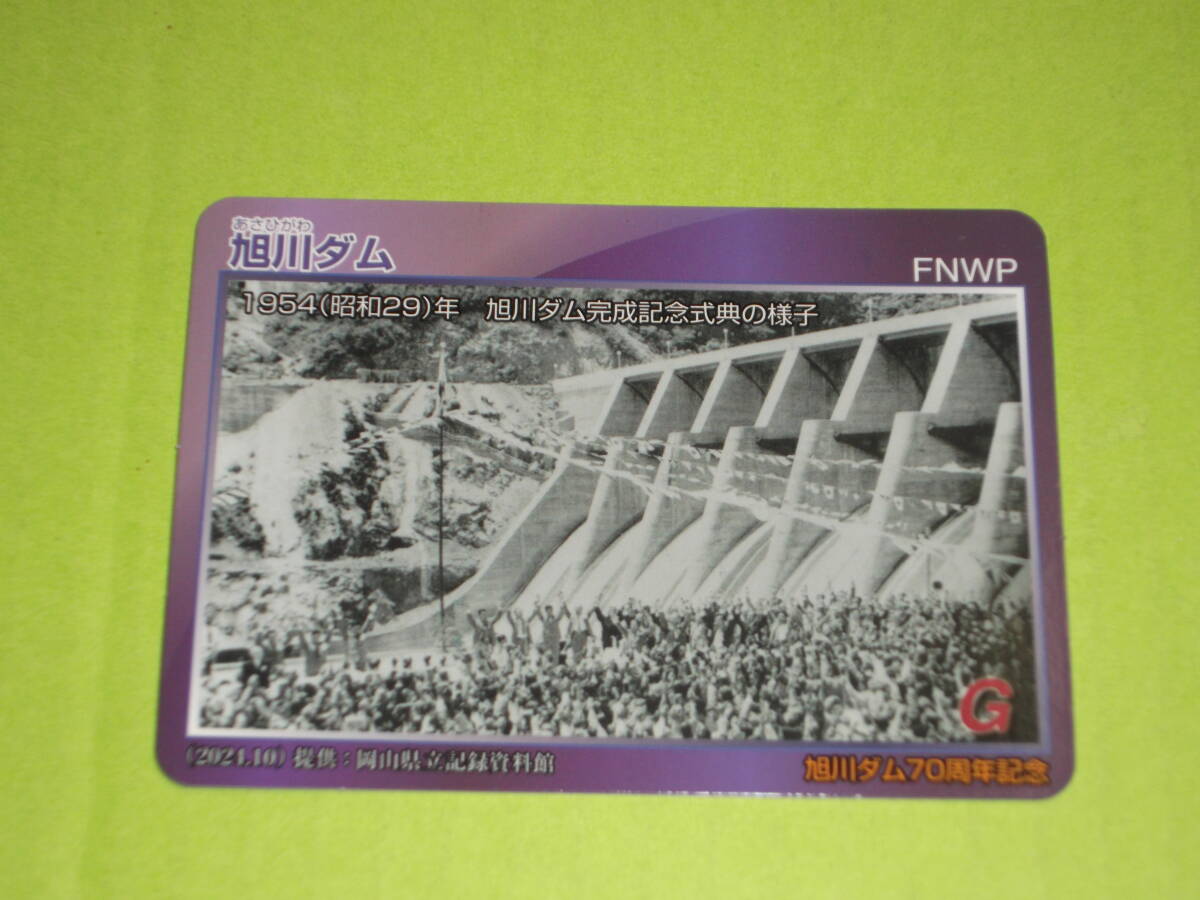 あさひがわ
旭川ダム
FNWP
1954(昭和29)年　旭川ダム完成記念式典の様子
G
(2024.10) 提供:岡山県立記録資料館
旭川ダム70周年記念